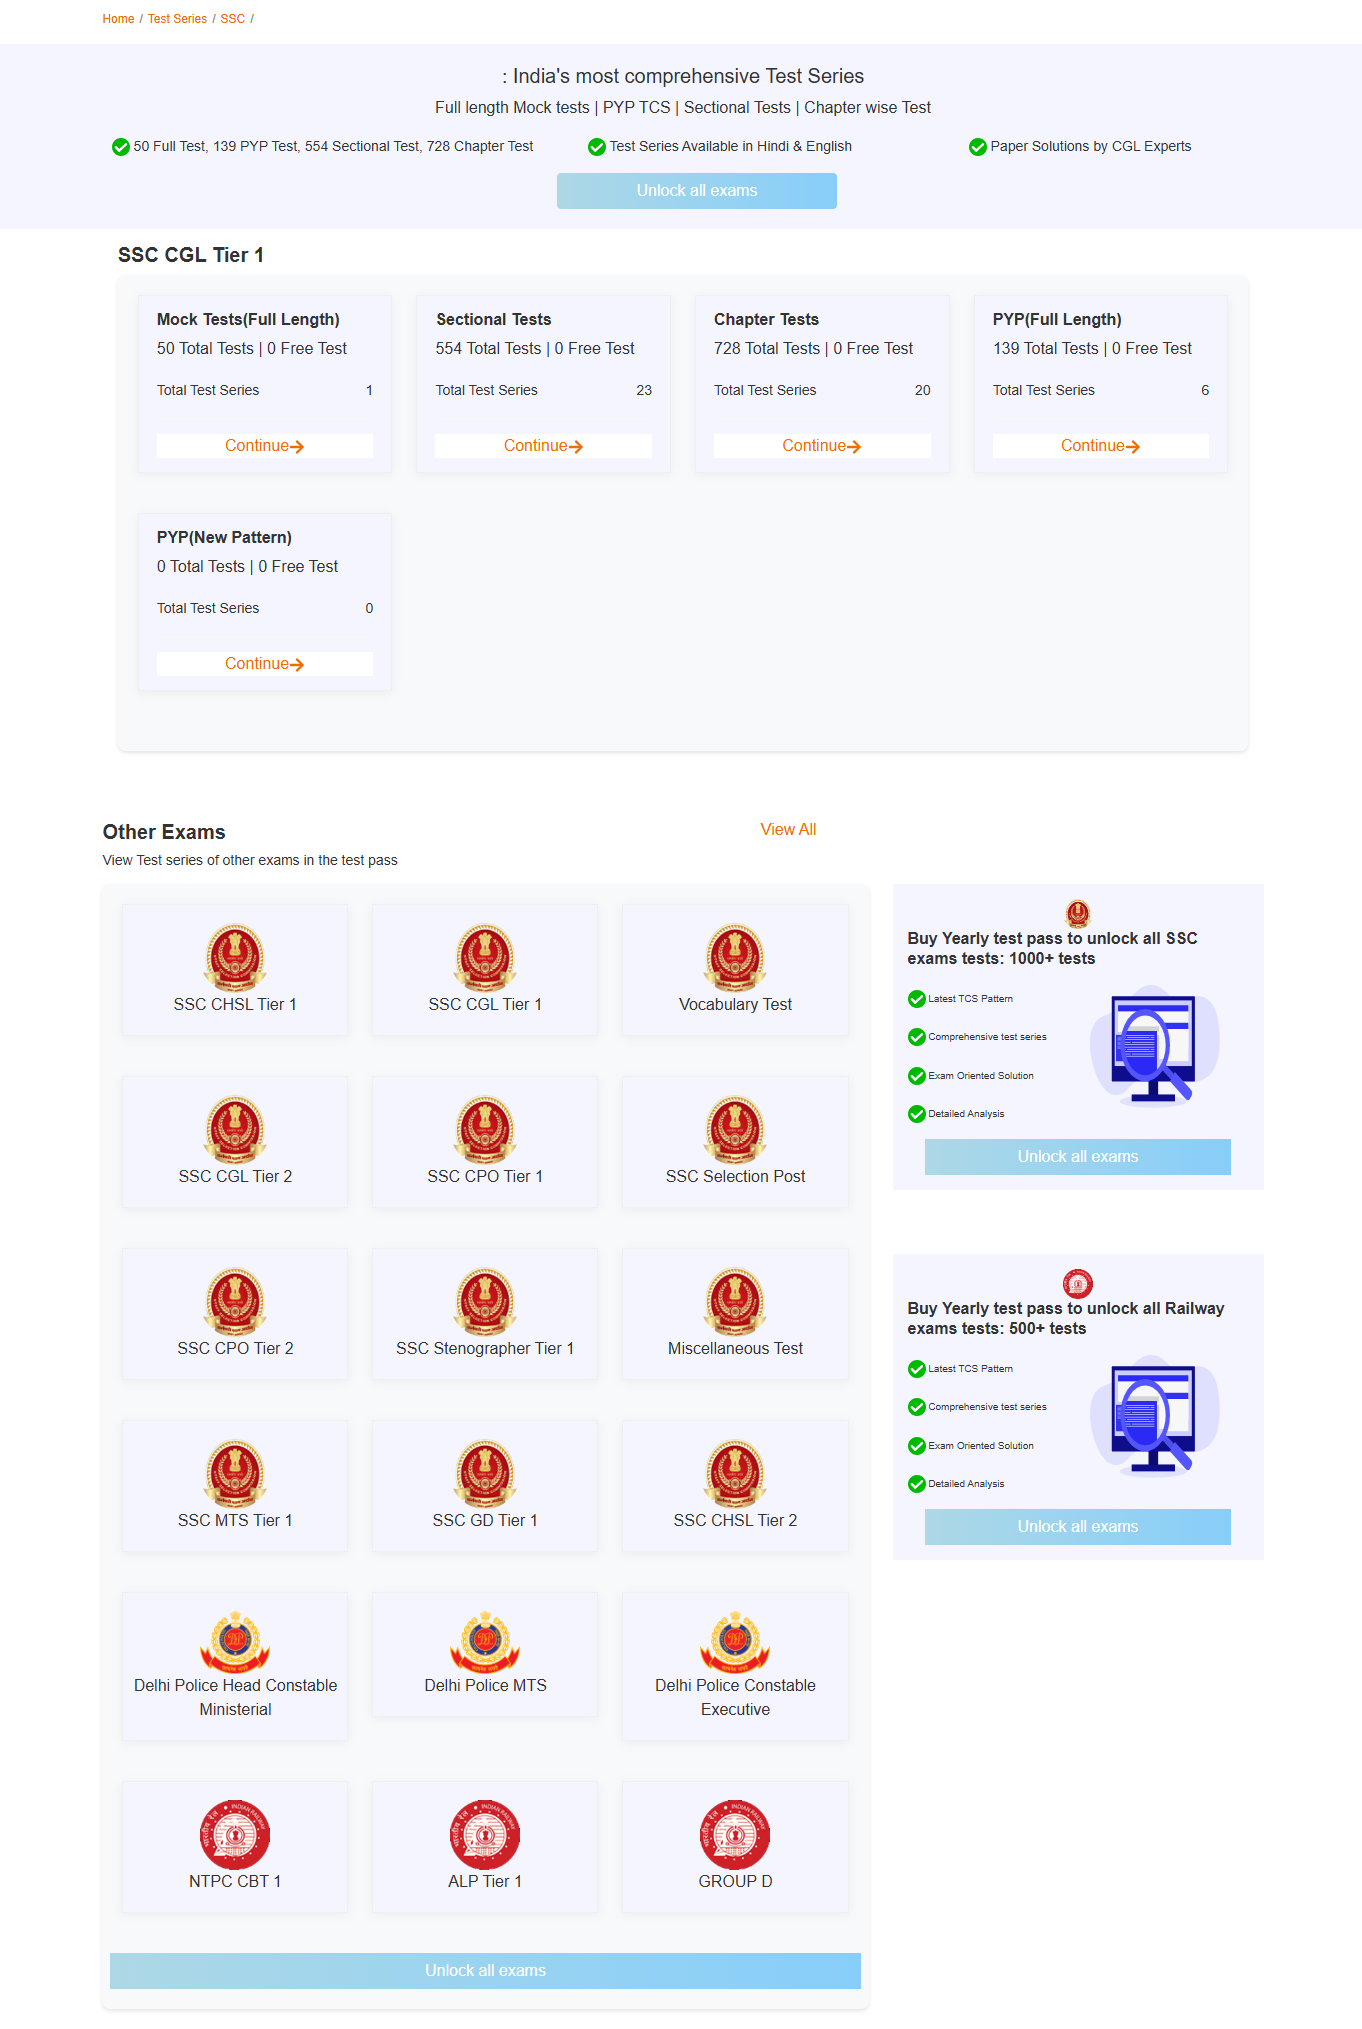 Home / Test Series / SSC /
: India's most comprehensive Test Series
Full length Mock tests | PYP TCS | Sectional Tests | Chapter wise Test
50 Full Test, 139 PYP Test, 554 Sectional Test, 728 Chapter Test
Test Series Available in Hindi & English
Paper Solutions by CGL Experts
Unlock all exams
SSC CGL Tier 1
Mock Tests(Full Length)
50 Total Tests | 0 Free Test
Total Test Series 1
Continue
Sectional Tests
554 Total Tests | 0 Free Test
Total Test Series 23
Continue
Chapter Tests
728 Total Tests | 0 Free Test
Total Test Series 20
Continue
PYP(Full Length)
139 Total Tests | 0 Free Test
Total Test Series 6
Continue
PYP(New Pattern)
0 Total Tests | 0 Free Test
Total Test Series 0
Continue
Other Exams
View All
View Test series of other exams in the test pass
SSC CHSL Tier 1
SSC CGL Tier 1
Vocabulary Test
SSC CGL Tier 2
SSC CPO Tier 1
SSC Selection Post
SSC CPO Tier 2
SSC Stenographer Tier 1
Miscellaneous Test
SSC MTS Tier 1
SSC GD Tier 1
SSC CHSL Tier 2
Delhi Police Head Constable
Ministerial
Delhi Police MTS
Delhi Police Constable
Executive
NTPC CBT 1
ALP Tier 1
GROUP D
Unlock all exams
Buy Yearly test pass to unlock all SSC
exams tests: 1000+ tests
Latest TCS Pattern
Comprehensive test series
Exam Oriented Solution
Detailed Analysis
Unlock all exams
Buy Yearly test pass to unlock all Railway
exams tests: 500+ tests
Latest TCS Pattern
Comprehensive test series
Exam Oriented Solution
Detailed Analysis
Unlock all exams